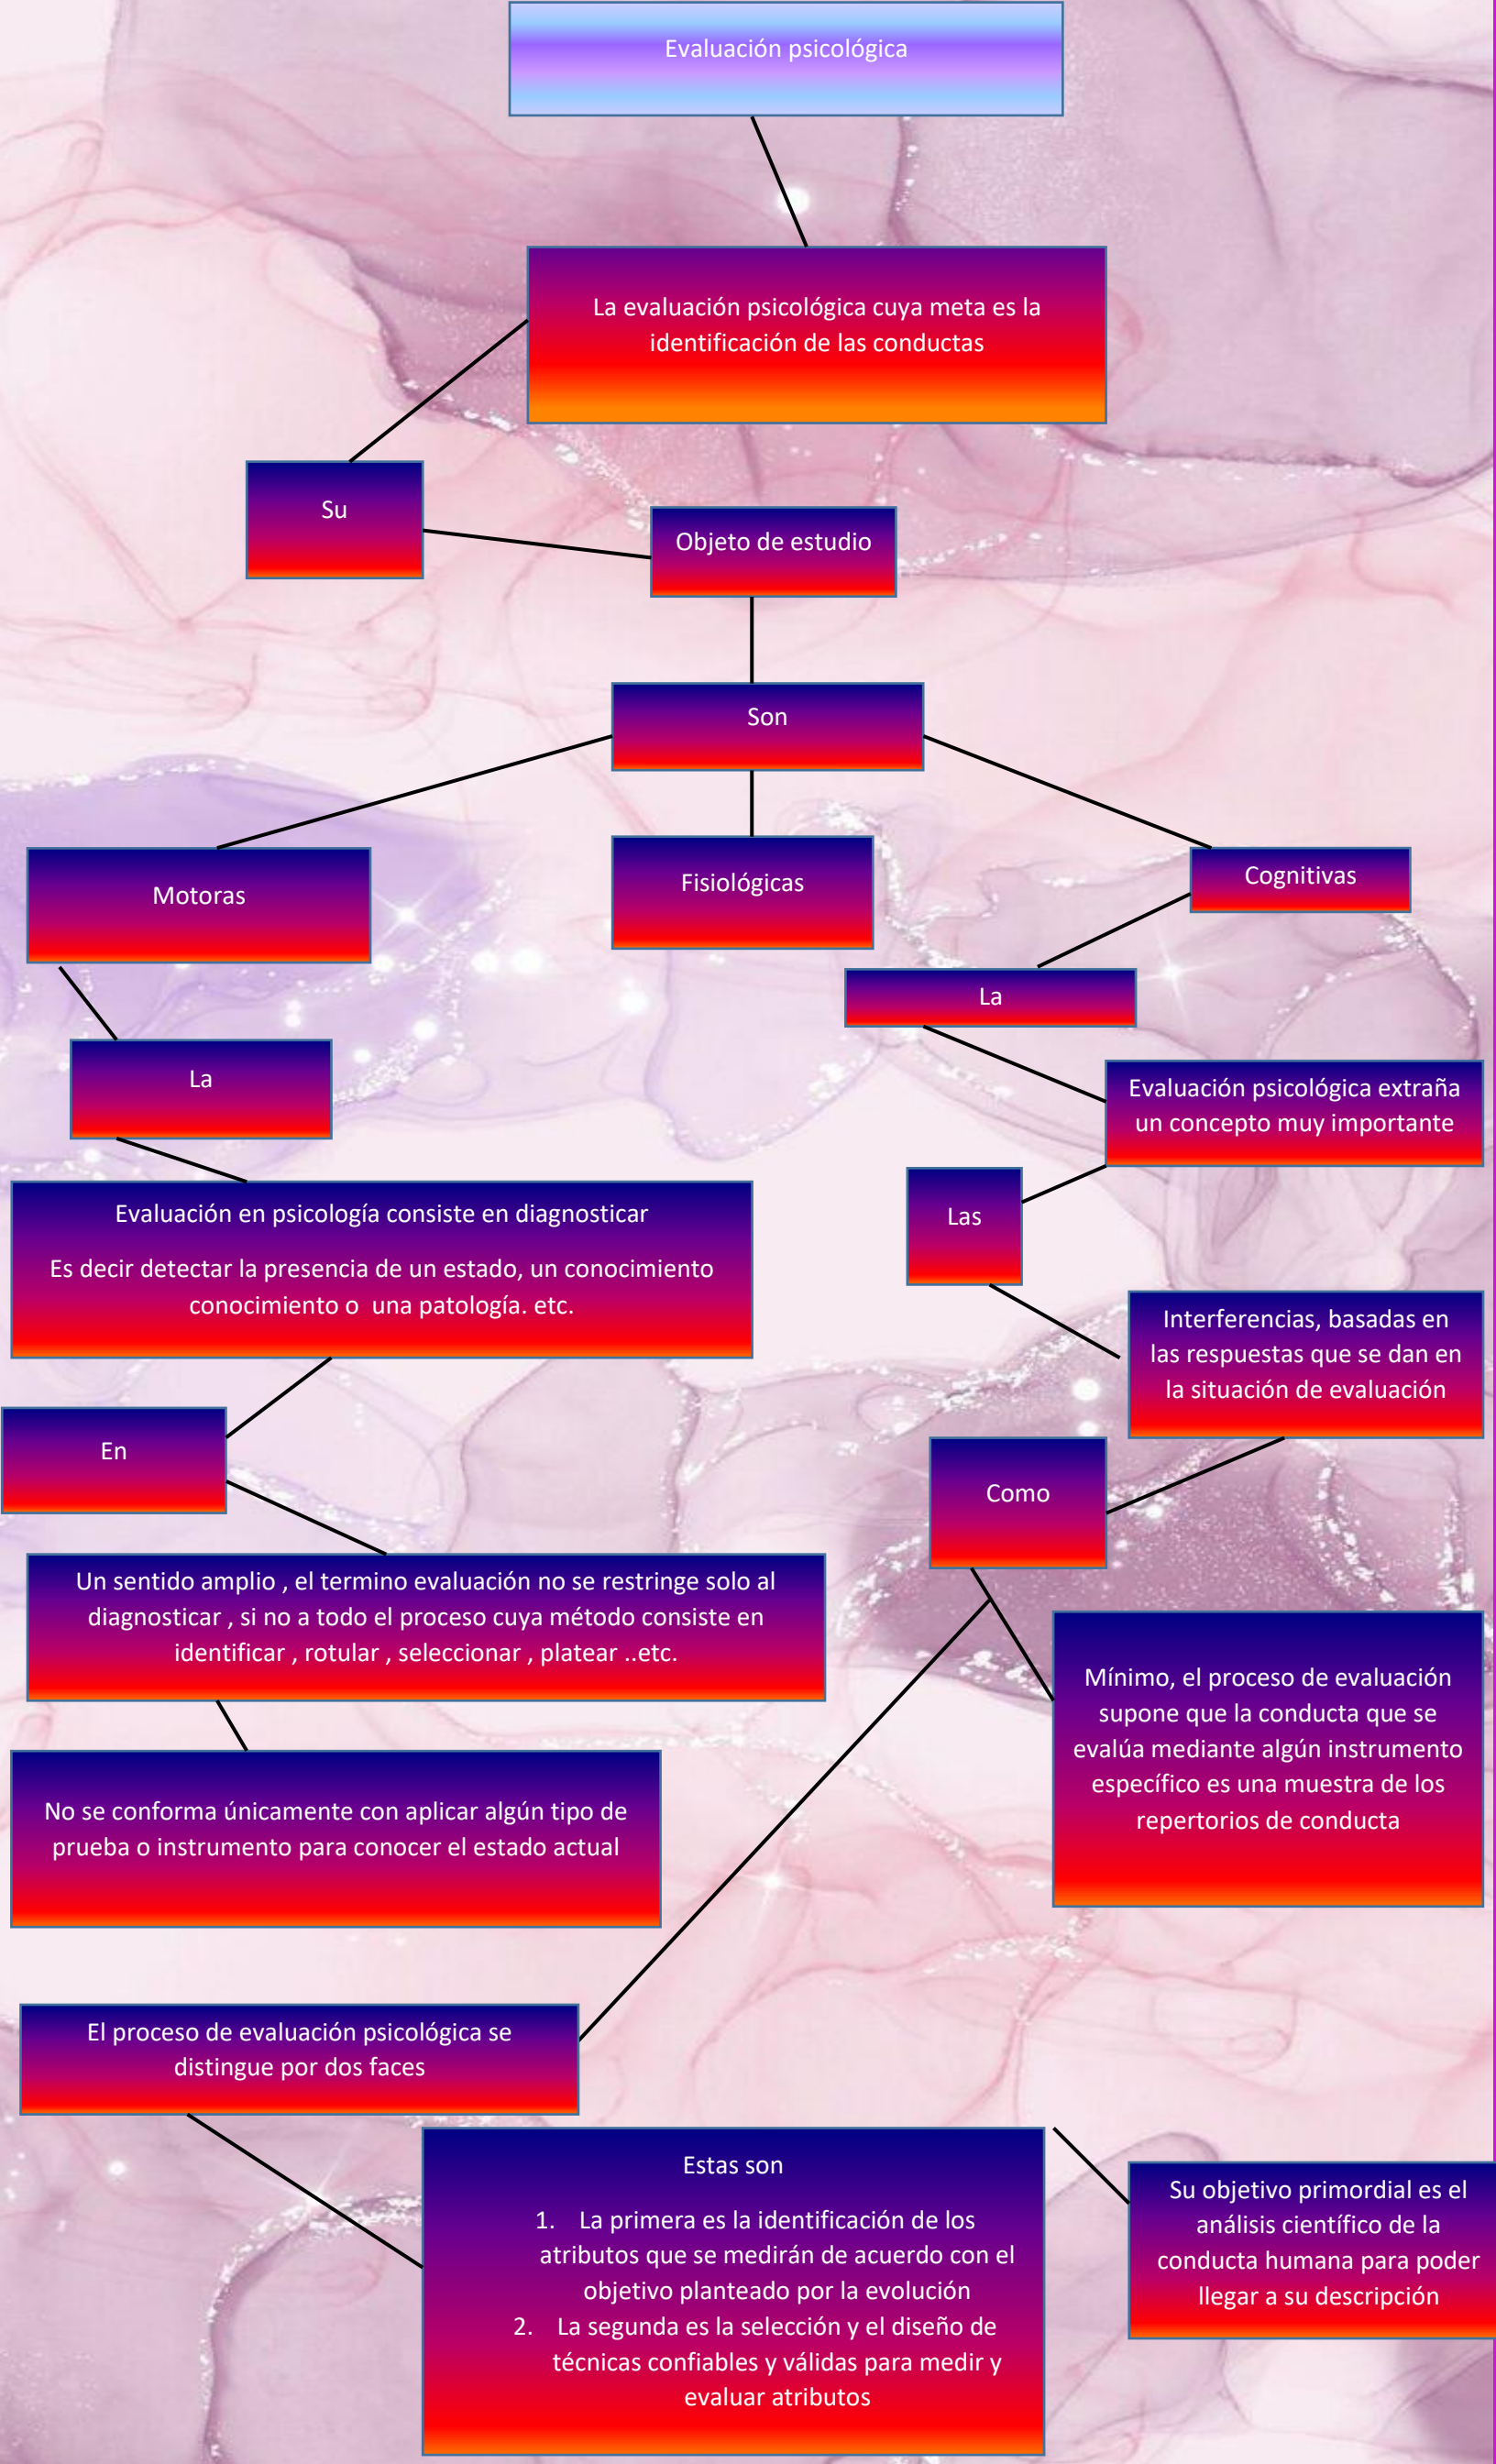 Evaluación psicológica
La evaluación psicológica cuya meta es la
identificación de las conductas
Su
Objeto de estudio
Son
Motoras
Fisiológicas
Cognitivas
La
La
Evaluación psicológica extraña
un concepto muy importante
Evaluación en psicología consiste en diagnosticar
Es decir detectar la presencia de un estado, un conocimiento
conocimiento o una patología. etc.
Las
Interferencias, basadas en
las respuestas que se dan en
la situación de evaluación
En
Como
Un sentido amplio , el termino evaluación no se restringe solo al
diagnosticar , si no a todo el proceso cuya método consiste en
identificar , rotular , seleccionar , platear ..etc.
Mínimo, el proceso de evaluación
supone que la conducta que se
evalúa mediante algún instrumento
específico es una muestra de los
repertorios de conducta
No se conforma únicamente con aplicar algún tipo de
prueba o instrumento para conocer el estado actual
El proceso de evaluación psicológica se
distingue por dos faces
Estas son
1. La primera es la identificación de los
atributos que se medirán de acuerdo con el
objetivo planteado por la evolución
2. La segunda es la selección y el diseño de
técnicas confiables y válidas para medir y
evaluar atributos
Su objetivo primordial es el
análisis científico de la
conducta humana para poder
llegar a su descripción